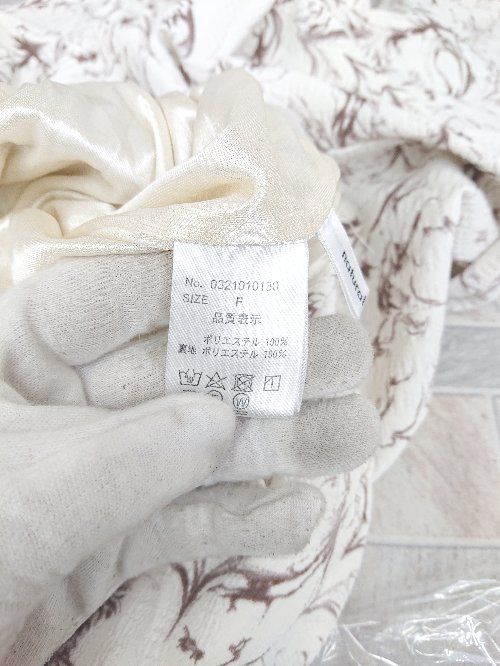 No. 0321010130
SIZE F
品質表示
ポリエステル 100%
裏地 ポリエステル 100%
W